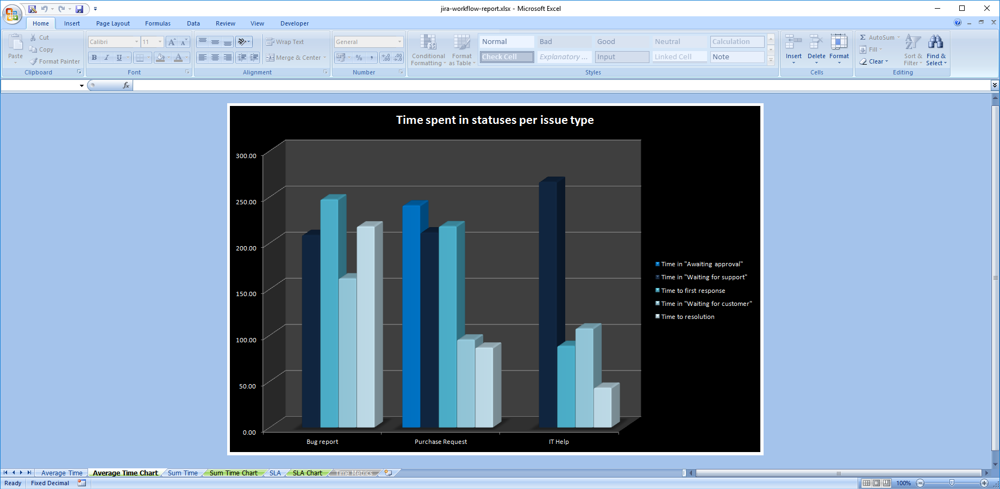 jira-workflow-report.xlsx - Microsoft Excel
Home Insert Page Layout Formulas Data Review View Developer
Paste
Cut
Copy
Format Painter
Clipboard
Calibri 11
B I U
Font
Wrap Text
Merge & Center
Alignment
General
% ,
Number
Conditional Formatting
Format as Table
Normal Bad Good Neutral Calculation
Check Cell Explanatory ... Input Linked Cell Note
Styles
Insert Delete Format
Cells
Σ AutoSum
Fill
Clear
Sort & Filter
Find & Select
Editing
fx
Time spent in statuses per issue type
300.00
250.00
200.00
150.00
100.00
50.00
0.00
Bug report Purchase Request IT Help
Time in "Awaiting approval"
Time in "Waiting for support"
Time to first response
Time in "Waiting for customer"
Time to resolution
Average Time Average Time Chart Sum Time Sum Time Chart SLA SLA Chart Time Metrics
Ready Fixed Decimal 100%